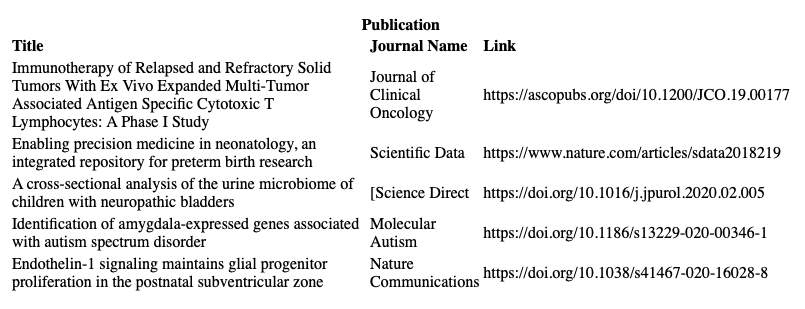 Publication
Title Journal Name Link
Immunotherapy of Relapsed and Refractory Solid
Tumors With Ex Vivo Expanded Multi-Tumor
Associated Antigen Specific Cytotoxic T
Lymphocytes: A Phase I Study
Journal of
Clinical
Oncology
https://ascopubs.org/doi/10.1200/JCO.19.00177
Enabling precision medicine in neonatology, an
integrated repository for preterm birth research
Scientific Data
https://www.nature.com/articles/sdata2018219
A cross-sectional analysis of the urine microbiome of
children with neuropathic bladders
[Science Direct
https://doi.org/10.1016/j.jpurol.2020.02.005
Identification of amygdala-expressed genes associated
with autism spectrum disorder
Molecular
Autism
https://doi.org/10.1186/s13229-020-00346-1
Endothelin-1 signaling maintains glial progenitor
proliferation in the postnatal subventricular zone
Nature
Communications
https://doi.org/10.1038/s41467-020-16028-8